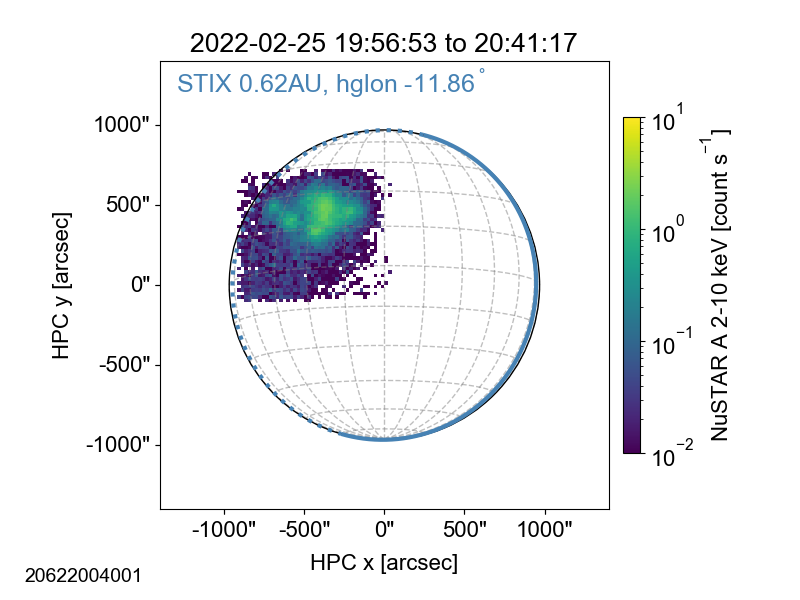 2022-02-25 19:56:53 to 20:41:17
STIX 0.62AU, hglon -11.86°
1000"
500"
0"
-500"
-1000"
HPC y [arcsec]
-1000" -500" 0" 500" 1000"
HPC x [arcsec]
10¹
10⁰
10⁻¹
10⁻²
NuSTAR A 2-10 keV [count s⁻¹]
20622004001